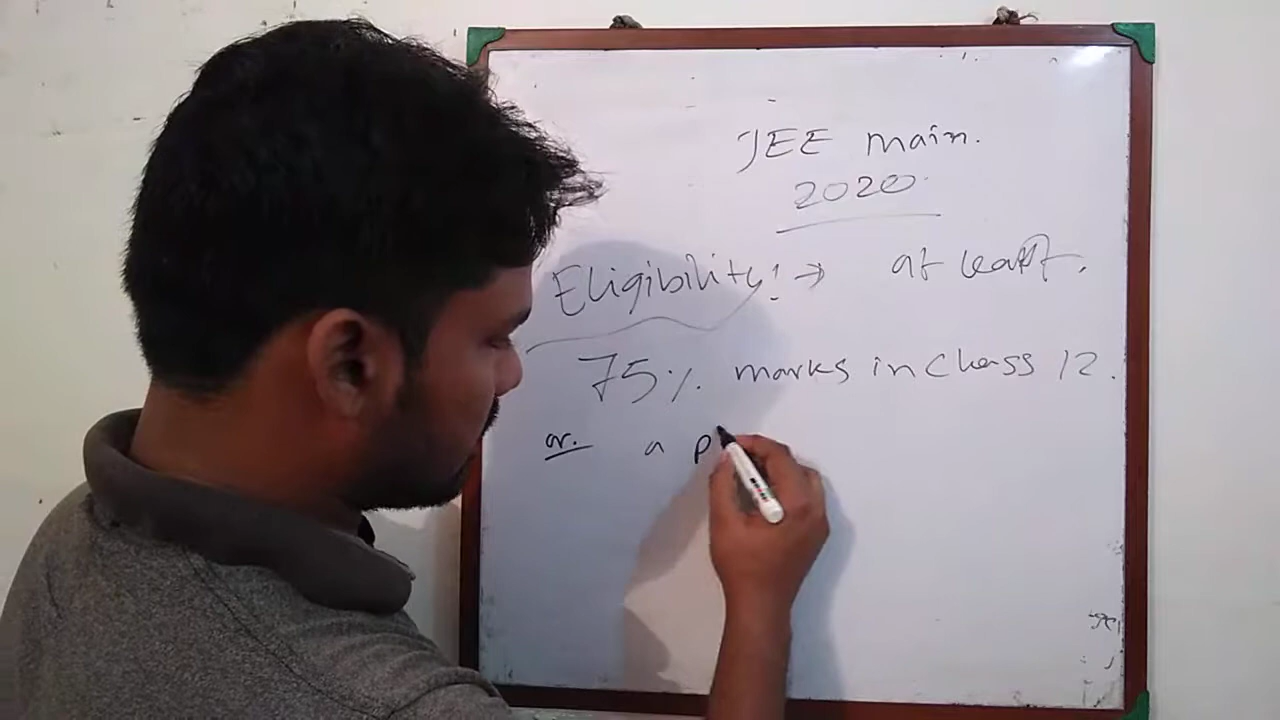 JEE main.
2020
Eligibility:→ at least.
75% marks in Class 12.
or. a p